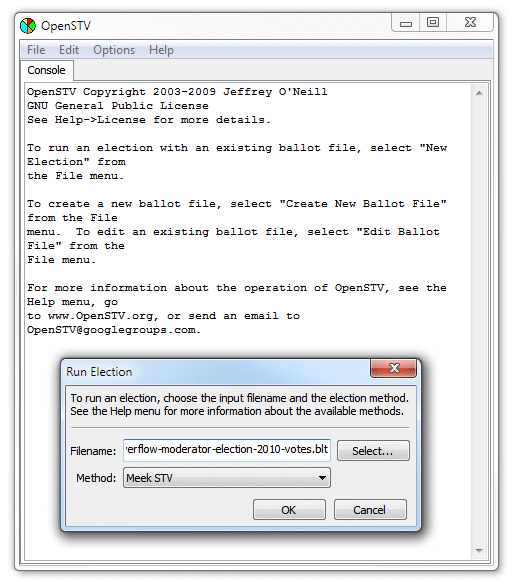 OpenSTV
File Edit Options Help
Console
OpenSTV Copyright 2003-2009 Jeffrey O'Neill
GNU General Public License
See Help->License for more details.
To run an election with an existing ballot file, select "New
Election" from
the File menu.
To create a new ballot file, select "Create New Ballot File"
from the File
menu.  To edit an existing ballot file, select "Edit Ballot
File" from the
File menu.
For more information about the operation of OpenSTV, see the
Help menu, go
to www.OpenSTV.org, or send an email to
OpenSTV@googlegroups.com.
Run Election
To run an election, choose the input filename and the election method.
See the Help menu for more information about the available methods.
Filename: erflow-moderator-election-2010-votes.blt Select...
Method: Meek STV
OK Cancel